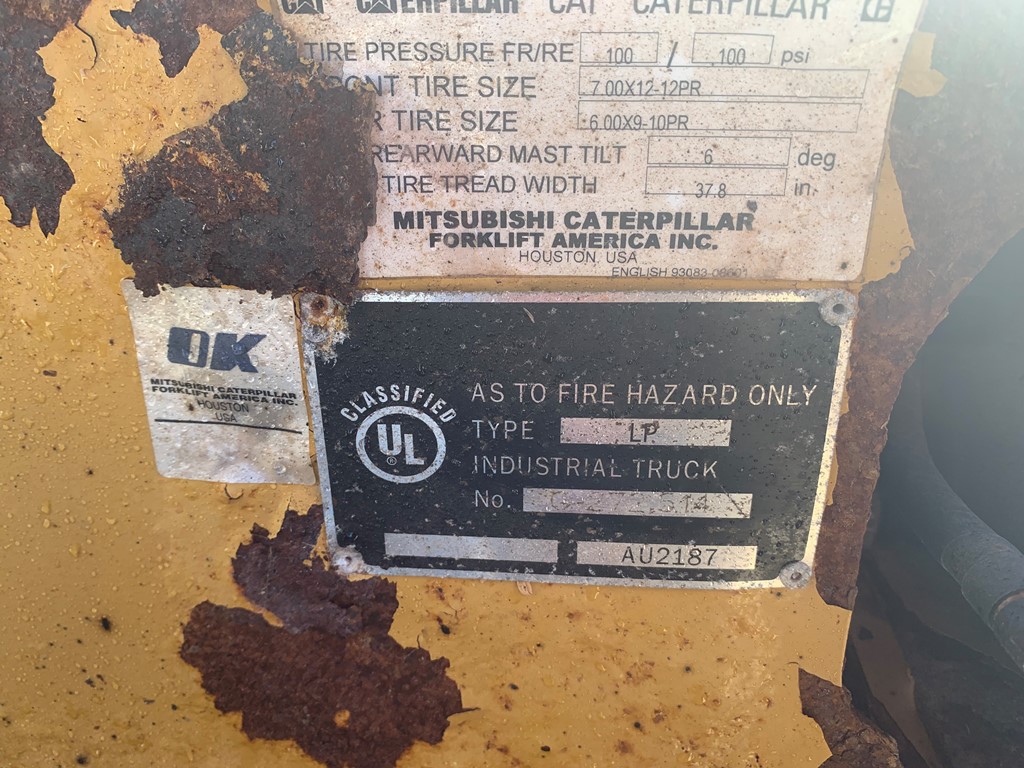 CAT CATERPILLAR CAT CATERPILLAR
TIRE PRESSURE FR/RE 100 / 100 psi
TIRE SIZE 7.00X12-12PR
TIRE SIZE 6.00X9-10PR
REARWARD MAST TILT 6 deg.
TIRE TREAD WIDTH 37.8 in.
MITSUBISHI CATERPILLAR
FORKLIFT AMERICA INC.
HOUSTON, USA
ENGLISH
OK
MITSUBISHI CATERPILLAR
FORKLIFT AMERICA INC.
HOUSTON
USA
CLASSIFIED
UL
®
AS TO FIRE HAZARD ONLY
TYPE LP
INDUSTRIAL TRUCK
No.
AU2187